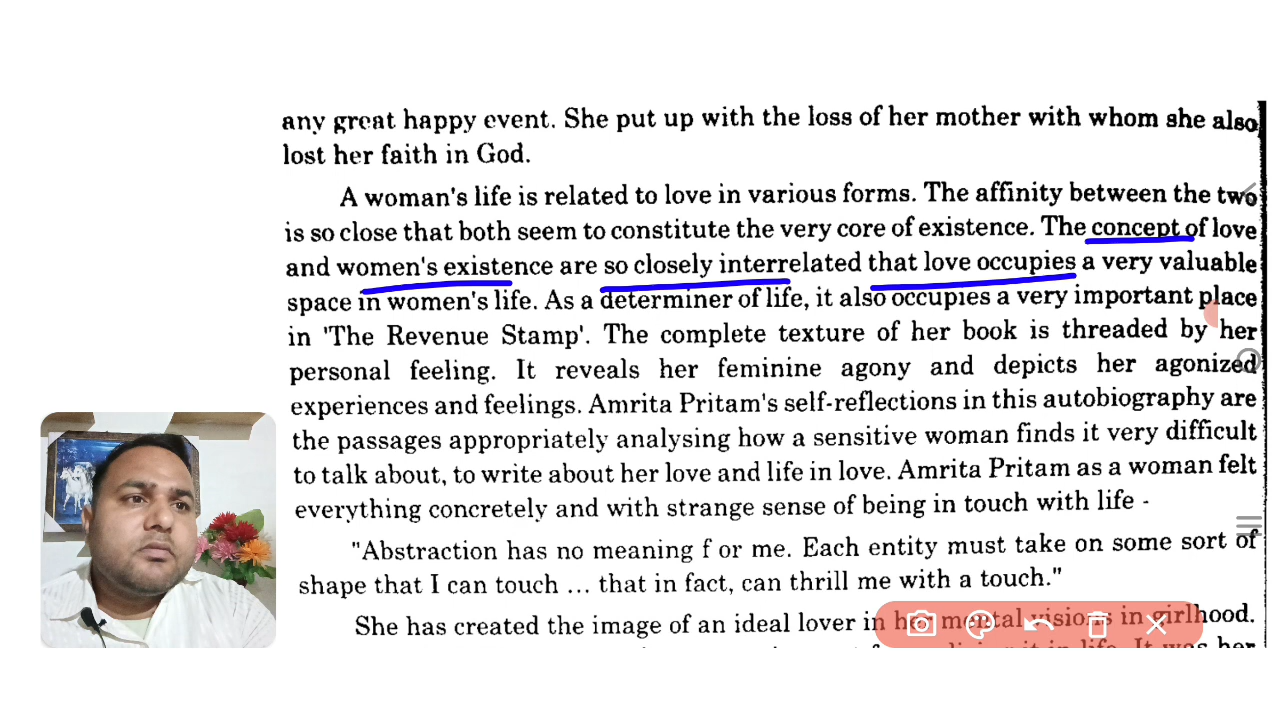 any great happy event. She put up with the loss of her mother with whom she also
lost her faith in God.
A woman's life is related to love in various forms. The affinity between the two
is so close that both seem to constitute the very core of existence. The concept of love
and women's existence are so closely interrelated that love occupies a very valuable
space in women's life. As a determiner of life, it also occupies a very important place
in 'The Revenue Stamp'. The complete texture of her book is threaded by her
personal feeling. It reveals her feminine agony and depicts her agonized
experiences and feelings. Amrita Pritam's self-reflections in this autobiography are
the passages appropriately analysing how a sensitive woman finds it very difficult
to talk about, to write about her love and life in love. Amrita Pritam as a woman felt
everything concretely and with strange sense of being in touch with life -
"Abstraction has no meaning f or me. Each entity must take on some sort of
shape that I can touch ... that in fact, can thrill me with a touch."
She has created the image of an ideal lover in her mental visions in girlhood.
in life. It was her